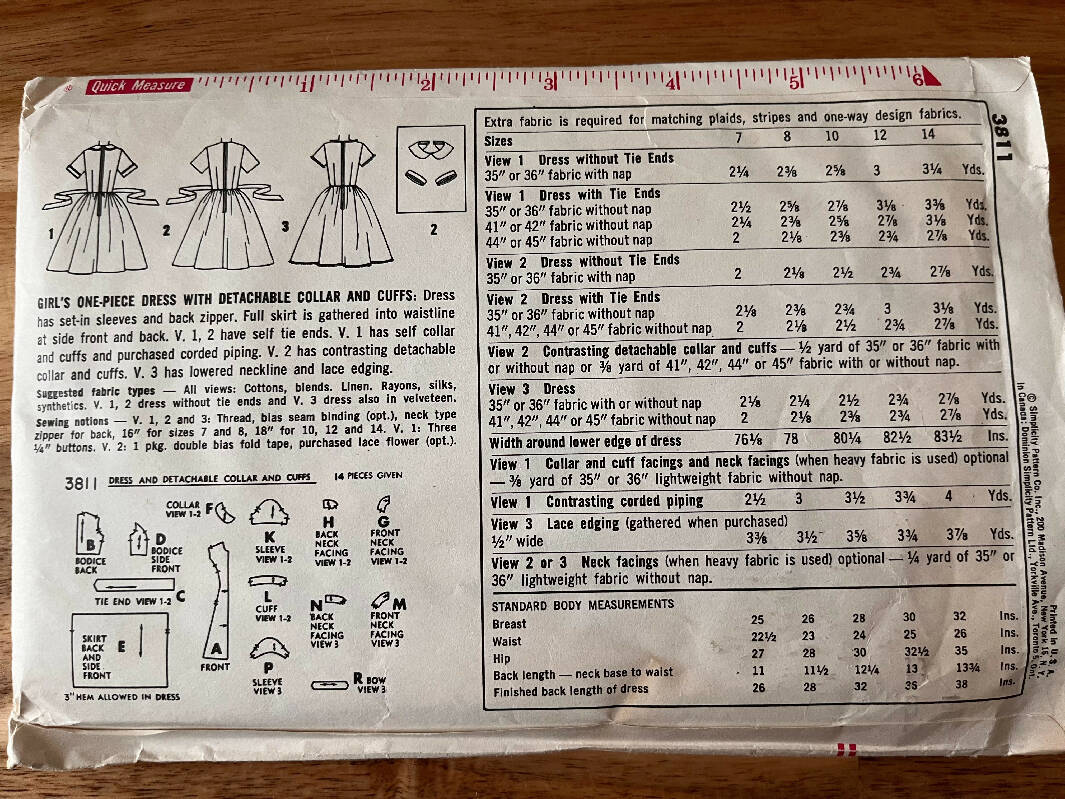 Quick Measure 1 2 3 4 5 6
1
2
3
2
GIRL'S ONE-PIECE DRESS WITH DETACHABLE COLLAR AND CUFFS: Dress
has set-in sleeves and back zipper. Full skirt is gathered into waistline
at side front and back. V. 1, 2 have self tie ends. V. 1 has self collar
and cuffs and purchased corded piping. V. 2 has contrasting detachable
collar and cuffs. V. 3 has lowered neckline and lace edging.
Suggested fabric types — All views: Cottons, blends. Linen. Rayons, silks,
synthetics. V. 1, 2 dress without tie ends and V. 3 dress also in velveteen.
Sewing notions — V. 1, 2 and 3: Thread, bias seam binding (opt.), neck type
zipper for back, 16" for sizes 7 and 8, 18" for 10, 12 and 14. V. 1: Three
¼" buttons. V. 2: 1 pkg. double bias fold tape, purchased lace flower (opt.).
3811 DRESS AND DETACHABLE COLLAR AND CUFFS 14 PIECES GIVEN
COLLAR
VIEW 1-2 F
B
BODICE
BACK
D
BODICE
SIDE
FRONT
K
SLEEVE
VIEW 1-2
H
BACK
NECK
FACING
VIEW 1-2
G
FRONT
NECK
FACING
VIEW 1-2
C
TIE END VIEW 1-2
L
CUFF
VIEW 1-2
N
BACK
NECK
FACING
VIEW 3
M
FRONT
NECK
FACING
VIEW 3
SKIRT
BACK
AND
SIDE
FRONT
E
A
FRONT
P
SLEEVE
VIEW 3
R BOW
VIEW 3
3" HEM ALLOWED IN DRESS
Extra fabric is required for matching plaids, stripes and one-way design fabrics.
Sizes 7 8 10 12 14
View 1 Dress without Tie Ends
35" or 36" fabric with nap 2¼ 2⅜ 2⅝ 3 3¼ Yds.
View 1 Dress with Tie Ends
35" or 36" fabric without nap 2½ 2⅝ 2⅞ 3⅛ 3⅜ Yds.
41" or 42" fabric without nap 2¼ 2⅜ 2⅝ 2⅞ 3⅛ Yds.
44" or 45" fabric without nap 2 2⅛ 2⅜ 2¾ 2⅞ Yds.
View 2 Dress without Tie Ends
35" or 36" fabric with nap 2 2⅛ 2½ 2¾ 2⅞ Yds.
View 2 Dress with Tie Ends
35" or 36" fabric without nap 2⅛ 2⅜ 2¾ 3 3⅛ Yds.
41", 42", 44" or 45" fabric without nap 2 2⅛ 2½ 2¾ 2⅞ Yds.
View 2 Contrasting detachable collar and cuffs — ½ yard of 35" or 36" fabric with
or without nap or ⅜ yard of 41", 42", 44" or 45" fabric with or without nap.
View 3 Dress
35" or 36" fabric with or without nap 2⅛ 2¼ 2½ 2¾ 2⅞ Yds.
41", 42", 44" or 45" fabric without nap 2 2⅛ 2⅜ 2¾ 2⅞ Yds.
Width around lower edge of dress 76⅛ 78 80¼ 82½ 83½ Ins.
View 1 Collar and cuff facings and neck facings (when heavy fabric is used) optional
— ⅜ yard of 35" or 36" lightweight fabric without nap.
View 1 Contrasting corded piping 2½ 3 3½ 3¾ 4 Yds.
View 3 Lace edging (gathered when purchased)
½" wide 3⅜ 3½ 3⅝ 3¾ 3⅞ Yds.
View 2 or 3 Neck facings (when heavy fabric is used) optional — ¼ yard of 35" or
36" lightweight fabric without nap.
STANDARD BODY MEASUREMENTS
Breast 25 26 28 30 32 Ins.
Waist 22½ 23 24 25 26 Ins.
Hip 27 28 30 32½ 35 Ins.
Back length — neck base to waist 11 11½ 12¼ 13 13¾ Ins.
Finished back length of dress 26 28 32 36 38 Ins.
3811
© Simplicity Pattern Co. Inc., 200 Madison Avenue, New York 16, N. Y.
In Canada: Dominion Simplicity Pattern Ltd., Yorkville Ave., Toronto 5, Ont.
Printed in U. S. A.